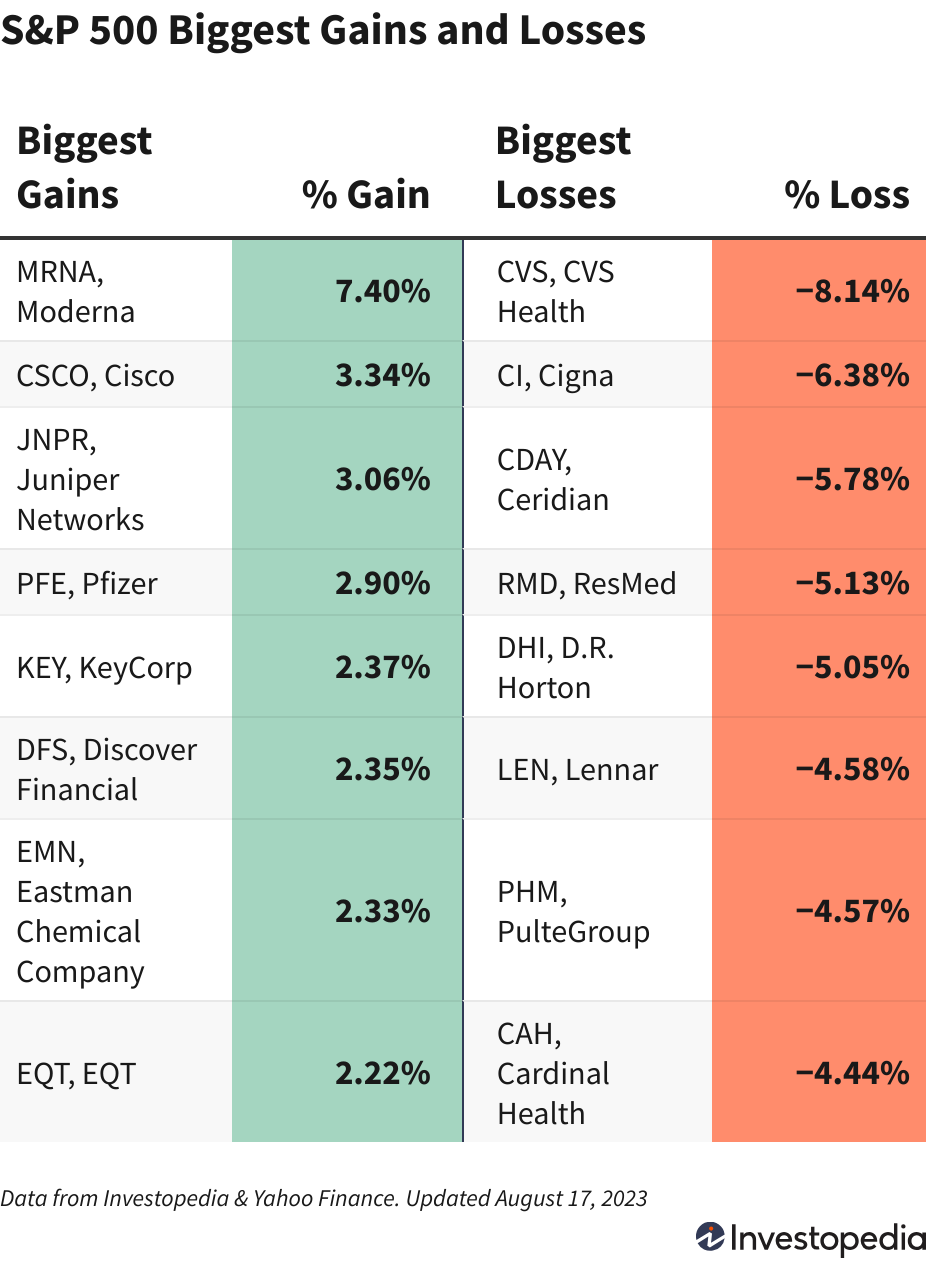 S&P 500 Biggest Gains and Losses
Biggest
Gains
% Gain
Biggest
Losses
% Loss
MRNA,
Moderna
7.40%
CVS, CVS
Health
−8.14%
CSCO, Cisco
3.34%
CI, Cigna
−6.38%
JNPR,
Juniper
Networks
3.06%
CDAY,
Ceridian
−5.78%
PFE, Pfizer
2.90%
RMD, ResMed
−5.13%
KEY, KeyCorp
2.37%
DHI, D.R.
Horton
−5.05%
DFS, Discover
Financial
2.35%
LEN, Lennar
−4.58%
EMN,
Eastman
Chemical
Company
2.33%
PHM,
PulteGroup
−4.57%
EQT, EQT
2.22%
CAH,
Cardinal
Health
−4.44%
Data from Investopedia & Yahoo Finance. Updated August 17, 2023
Investopedia